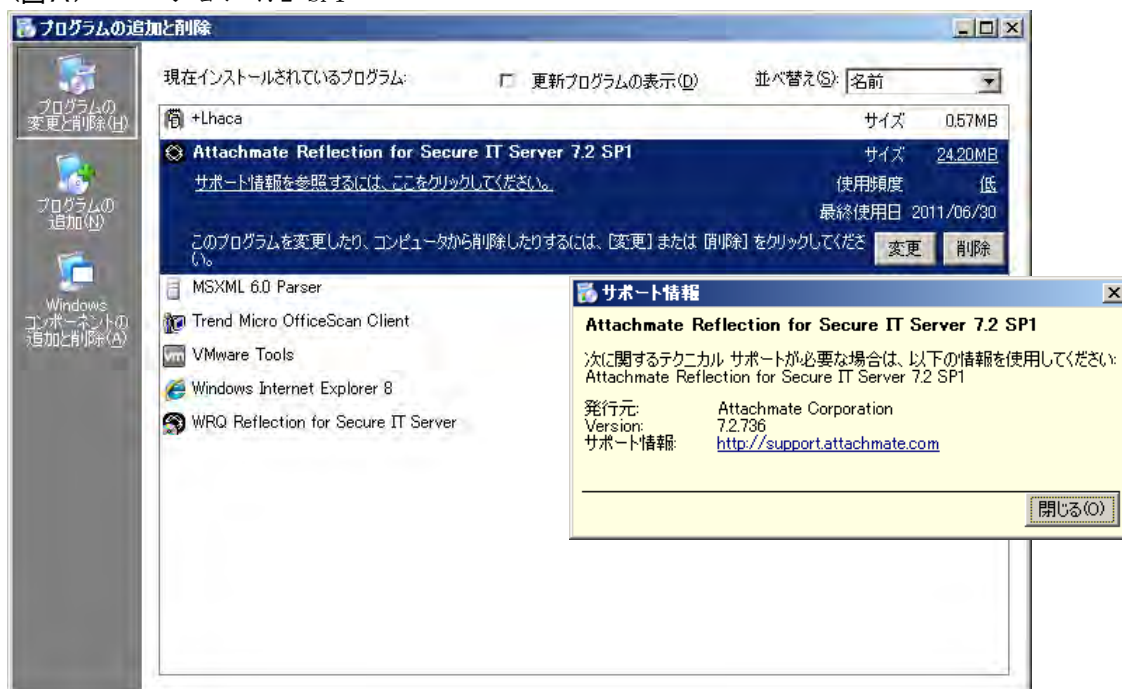 プログラムの追加と削除
現在インストールされているプログラム:
更新プログラムの表示(D)
並べ替え(S):
名前
プログラムの
変更と削除(H)
プログラムの
追加(N)
Windows
コンポーネントの
追加と削除(A)
+Lhaca
サイズ 0.57MB
Attachmate Reflection for Secure IT Server 7.2 SP1
サイズ 24.20MB
サポート情報を参照するには、ここをクリックしてください。
使用頻度 低
最終使用日 2011/06/30
このプログラムを変更したり、コンピュータから削除したりするには、[変更] または [削除] をクリックしてくださ
い。
変更
削除
MSXML 6.0 Parser
Trend Micro OfficeScan Client
VMware Tools
Windows Internet Explorer 8
WRQ Reflection for Secure IT Server
サポート情報
Attachmate Reflection for Secure IT Server 7.2 SP1
次に関するテクニカル サポートが必要な場合は、以下の情報を使用してください:
Attachmate Reflection for Secure IT Server 7.2 SP1
発行元: Attachmate Corporation
Version: 7.2.736
サポート情報: http://support.attachmate.com
閉じる(O)